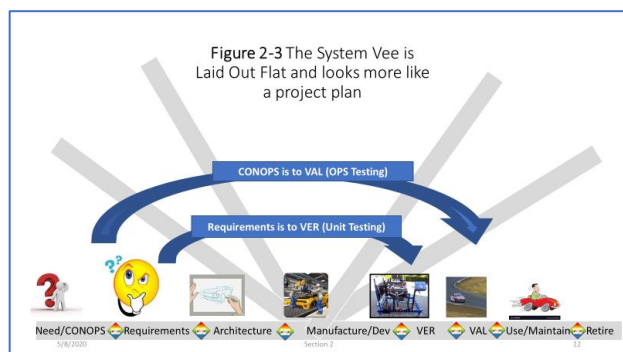 Figure 2-3 The System Vee is
Laid Out Flat and looks more like
a project plan
CONOPS is to VAL (OPS Testing)
Requirements is to VER (Unit Testing)
??
Need/CONOPS Requirements Architecture Manufacture/Dev VER VAL Use/Maintain Retire
5/8/2020 Section 2 12